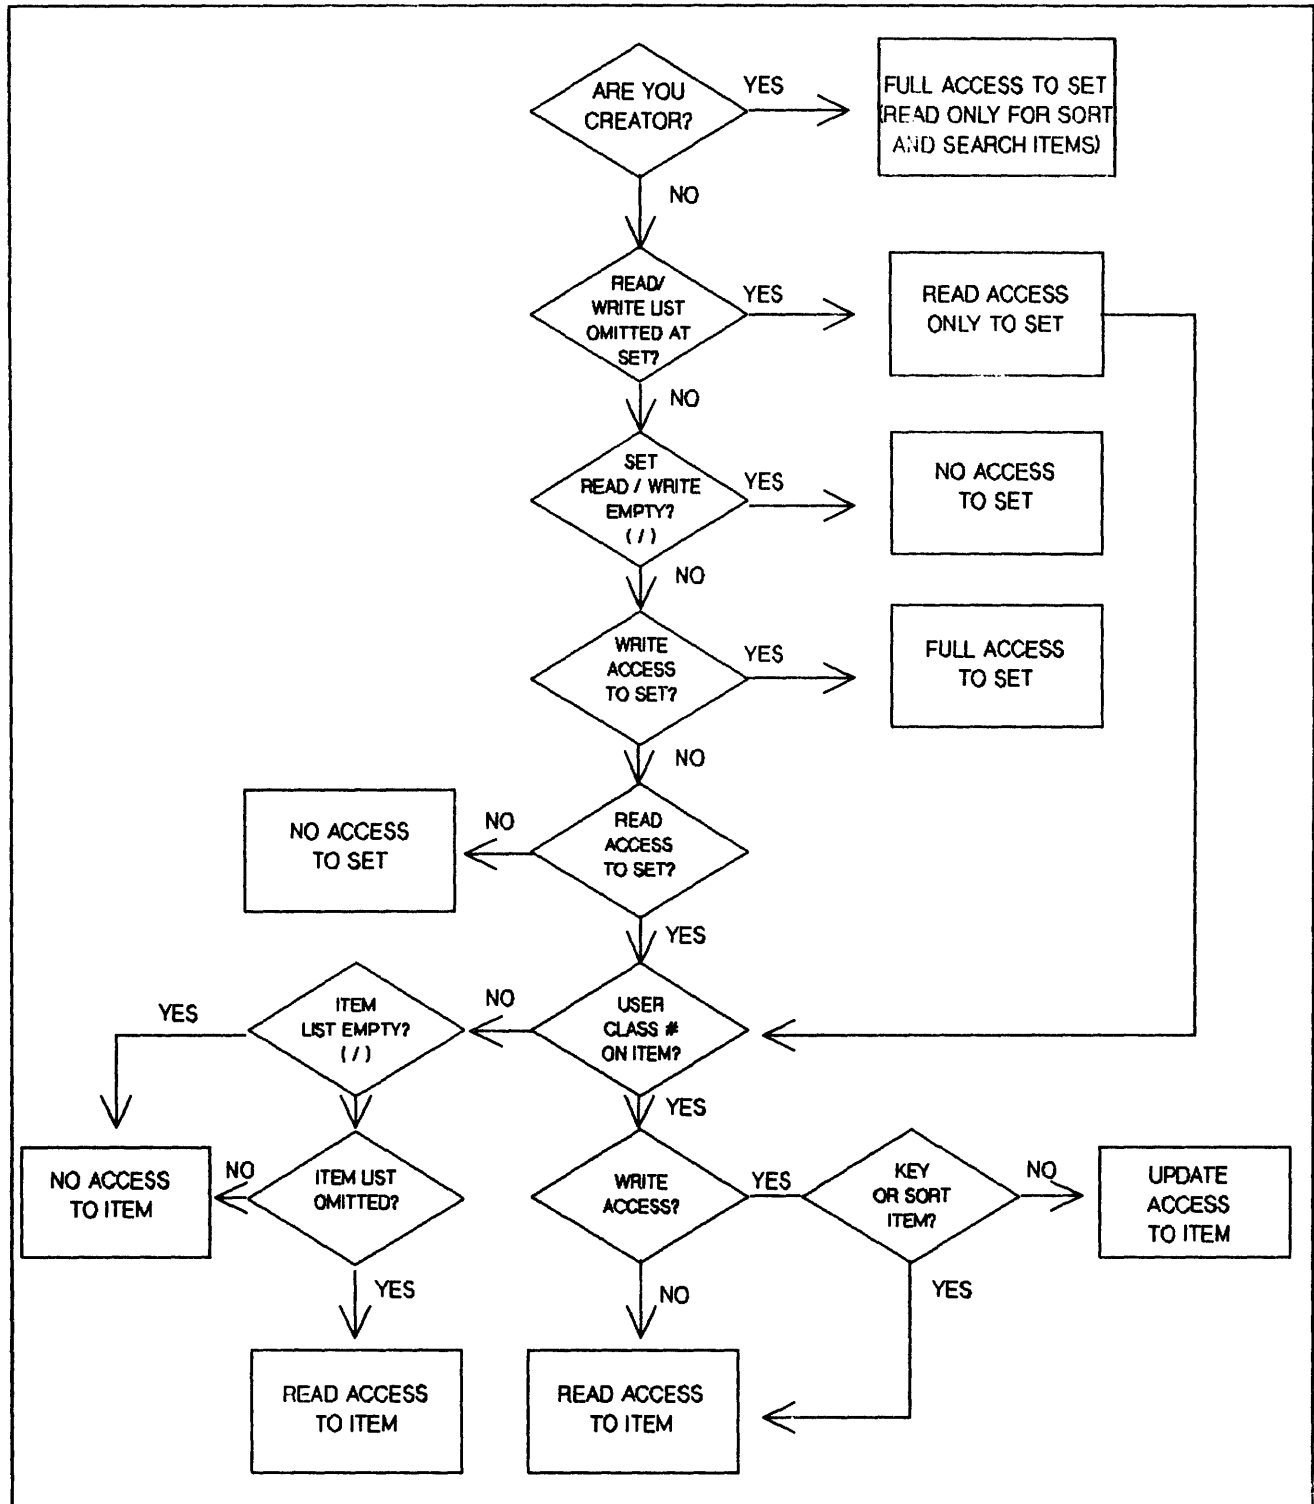 ARE YOU
CREATOR?
YES
FULL ACCESS TO SET
(READ ONLY FOR SORT
AND SEARCH ITEMS)
NO
READ/
WRITE LIST
OMITTED AT
SET?
YES
READ ACCESS
ONLY TO SET
NO
SET
READ / WRITE
EMPTY?
( / )
YES
NO ACCESS
TO SET
NO
WRITE
ACCESS
TO SET?
YES
FULL ACCESS
TO SET
NO
READ
ACCESS
TO SET?
NO
NO ACCESS
TO SET
YES
USER
CLASS #
ON ITEM?
NO
ITEM
LIST EMPTY?
( / )
YES
YES
NO ACCESS
TO ITEM
NO
ITEM LIST
OMITTED?
WRITE
ACCESS?
YES
KEY
OR SORT
ITEM?
NO
UPDATE
ACCESS
TO ITEM
YES
NO
YES
READ ACCESS
TO ITEM
READ ACCESS
TO ITEM